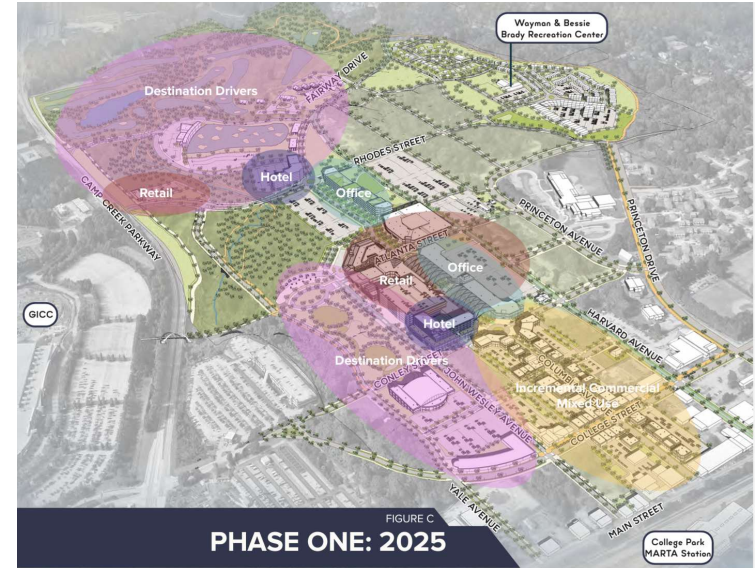 Wayman & Bessie
Brady Recreation Center
Destination Drivers
FAIRWAY DRIVE
RHODES STREET
Hotel
Office
Retail
CAMP CREEK PARKWAY
PRINCETON AVENUE
PRINCETON DRIVE
ATLANTA STREET
Office
Retail
GICC
Hotel
HARVARD AVENUE
Destination Drivers
CONLEY STREET
JOHN WESLEY AVENUE
Incremental Commercial
Mixed Use
COLLEGE STREET
YALE AVENUE
MAIN STREET
FIGURE C
PHASE ONE: 2025
College Park
MARTA Station